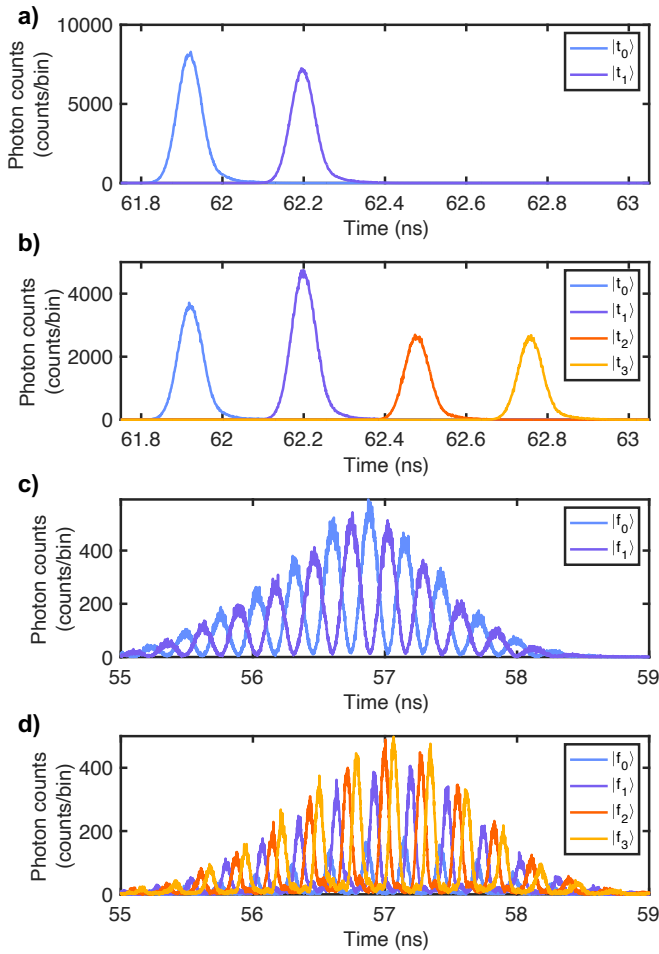 a)
10000
5000
0
Photon counts
(counts/bin)
|t0⟩
|t1⟩
61.8 62 62.2 62.4 62.6 62.8 63
Time (ns)
b)
4000
2000
0
Photon counts
(counts/bin)
|t0⟩
|t1⟩
|t2⟩
|t3⟩
61.8 62 62.2 62.4 62.6 62.8 63
Time (ns)
c)
400
200
0
Photon counts
(counts/bin)
|f0⟩
|f1⟩
55 56 57 58 59
Time (ns)
d)
400
200
0
Photon counts
(counts/bin)
|f0⟩
|f1⟩
|f2⟩
|f3⟩
55 56 57 58 59
Time (ns)